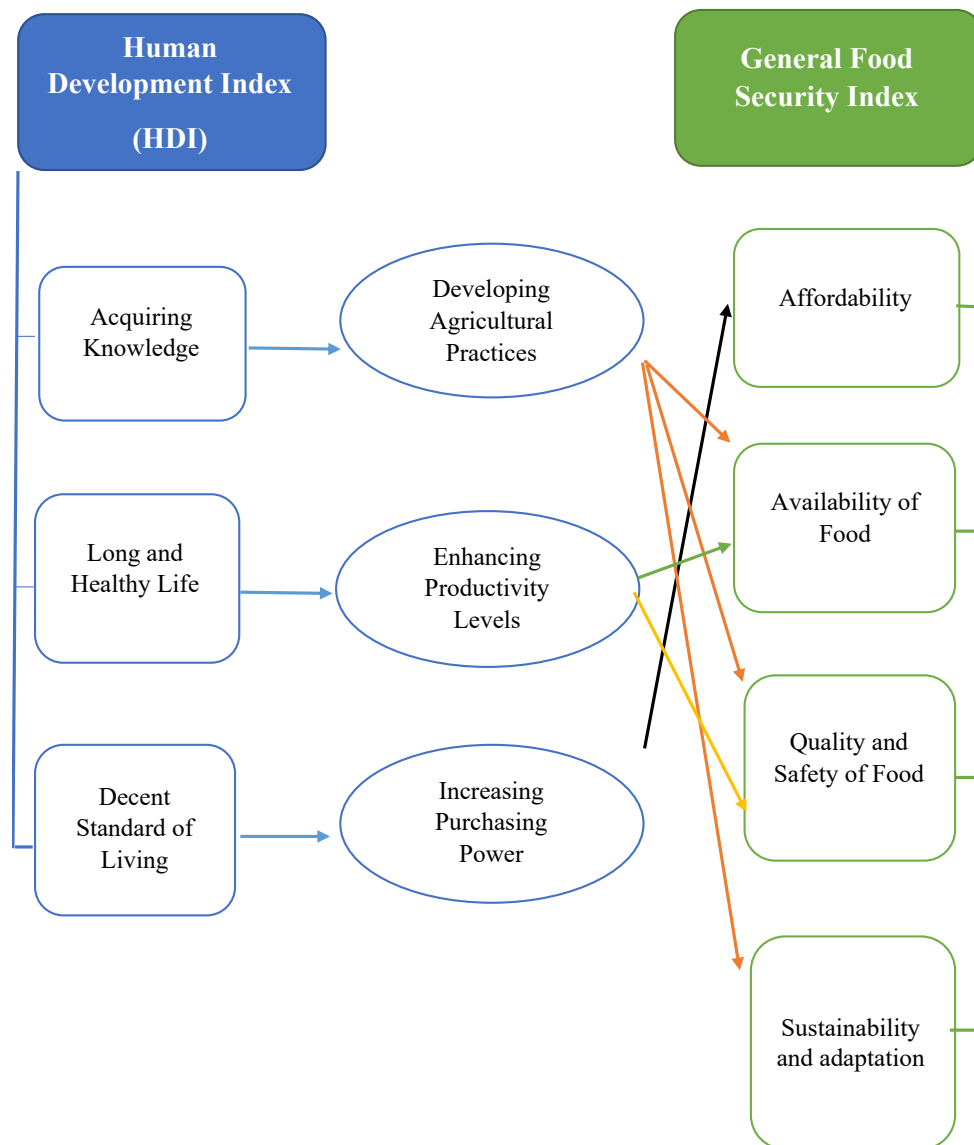 Human
Development Index
(HDI)
General Food
Security Index
Acquiring
Knowledge
Developing
Agricultural
Practices
Affordability
Long and
Healthy Life
Enhancing
Productivity
Levels
Availability of
Food
Decent
Standard of
Living
Increasing
Purchasing
Power
Quality and
Safety of Food
Sustainability
and adaptation